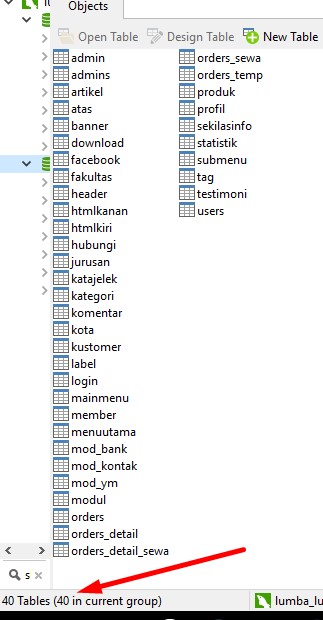 lu
Objects
Open Table Design Table New Table
admin
admins
artikel
atas
banner
download
facebook
fakultas
header
htmlkanan
htmlkiri
hubungi
jurusan
katajelek
kategori
komentar
kota
kustomer
label
login
mainmenu
member
menuutama
mod_bank
mod_kontak
mod_ym
modul
orders
orders_detail
orders_detail_sewa
orders_sewa
orders_temp
produk
profil
sekilasinfo
statistik
submenu
tag
testimoni
users
s
40 Tables (40 in current group)
lumba_lu